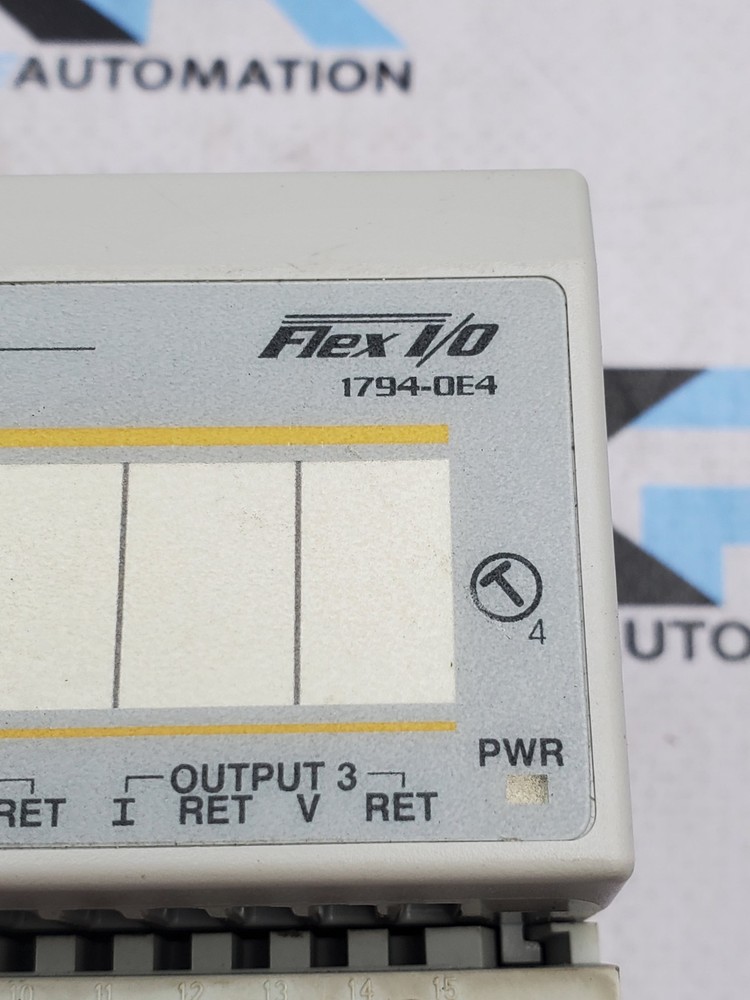 AUTOMATION
Flex I/O
1794-OE4
4
PWR
OUTPUT 3
RET I RET V RET
UTO
10 11 12 13 14 15